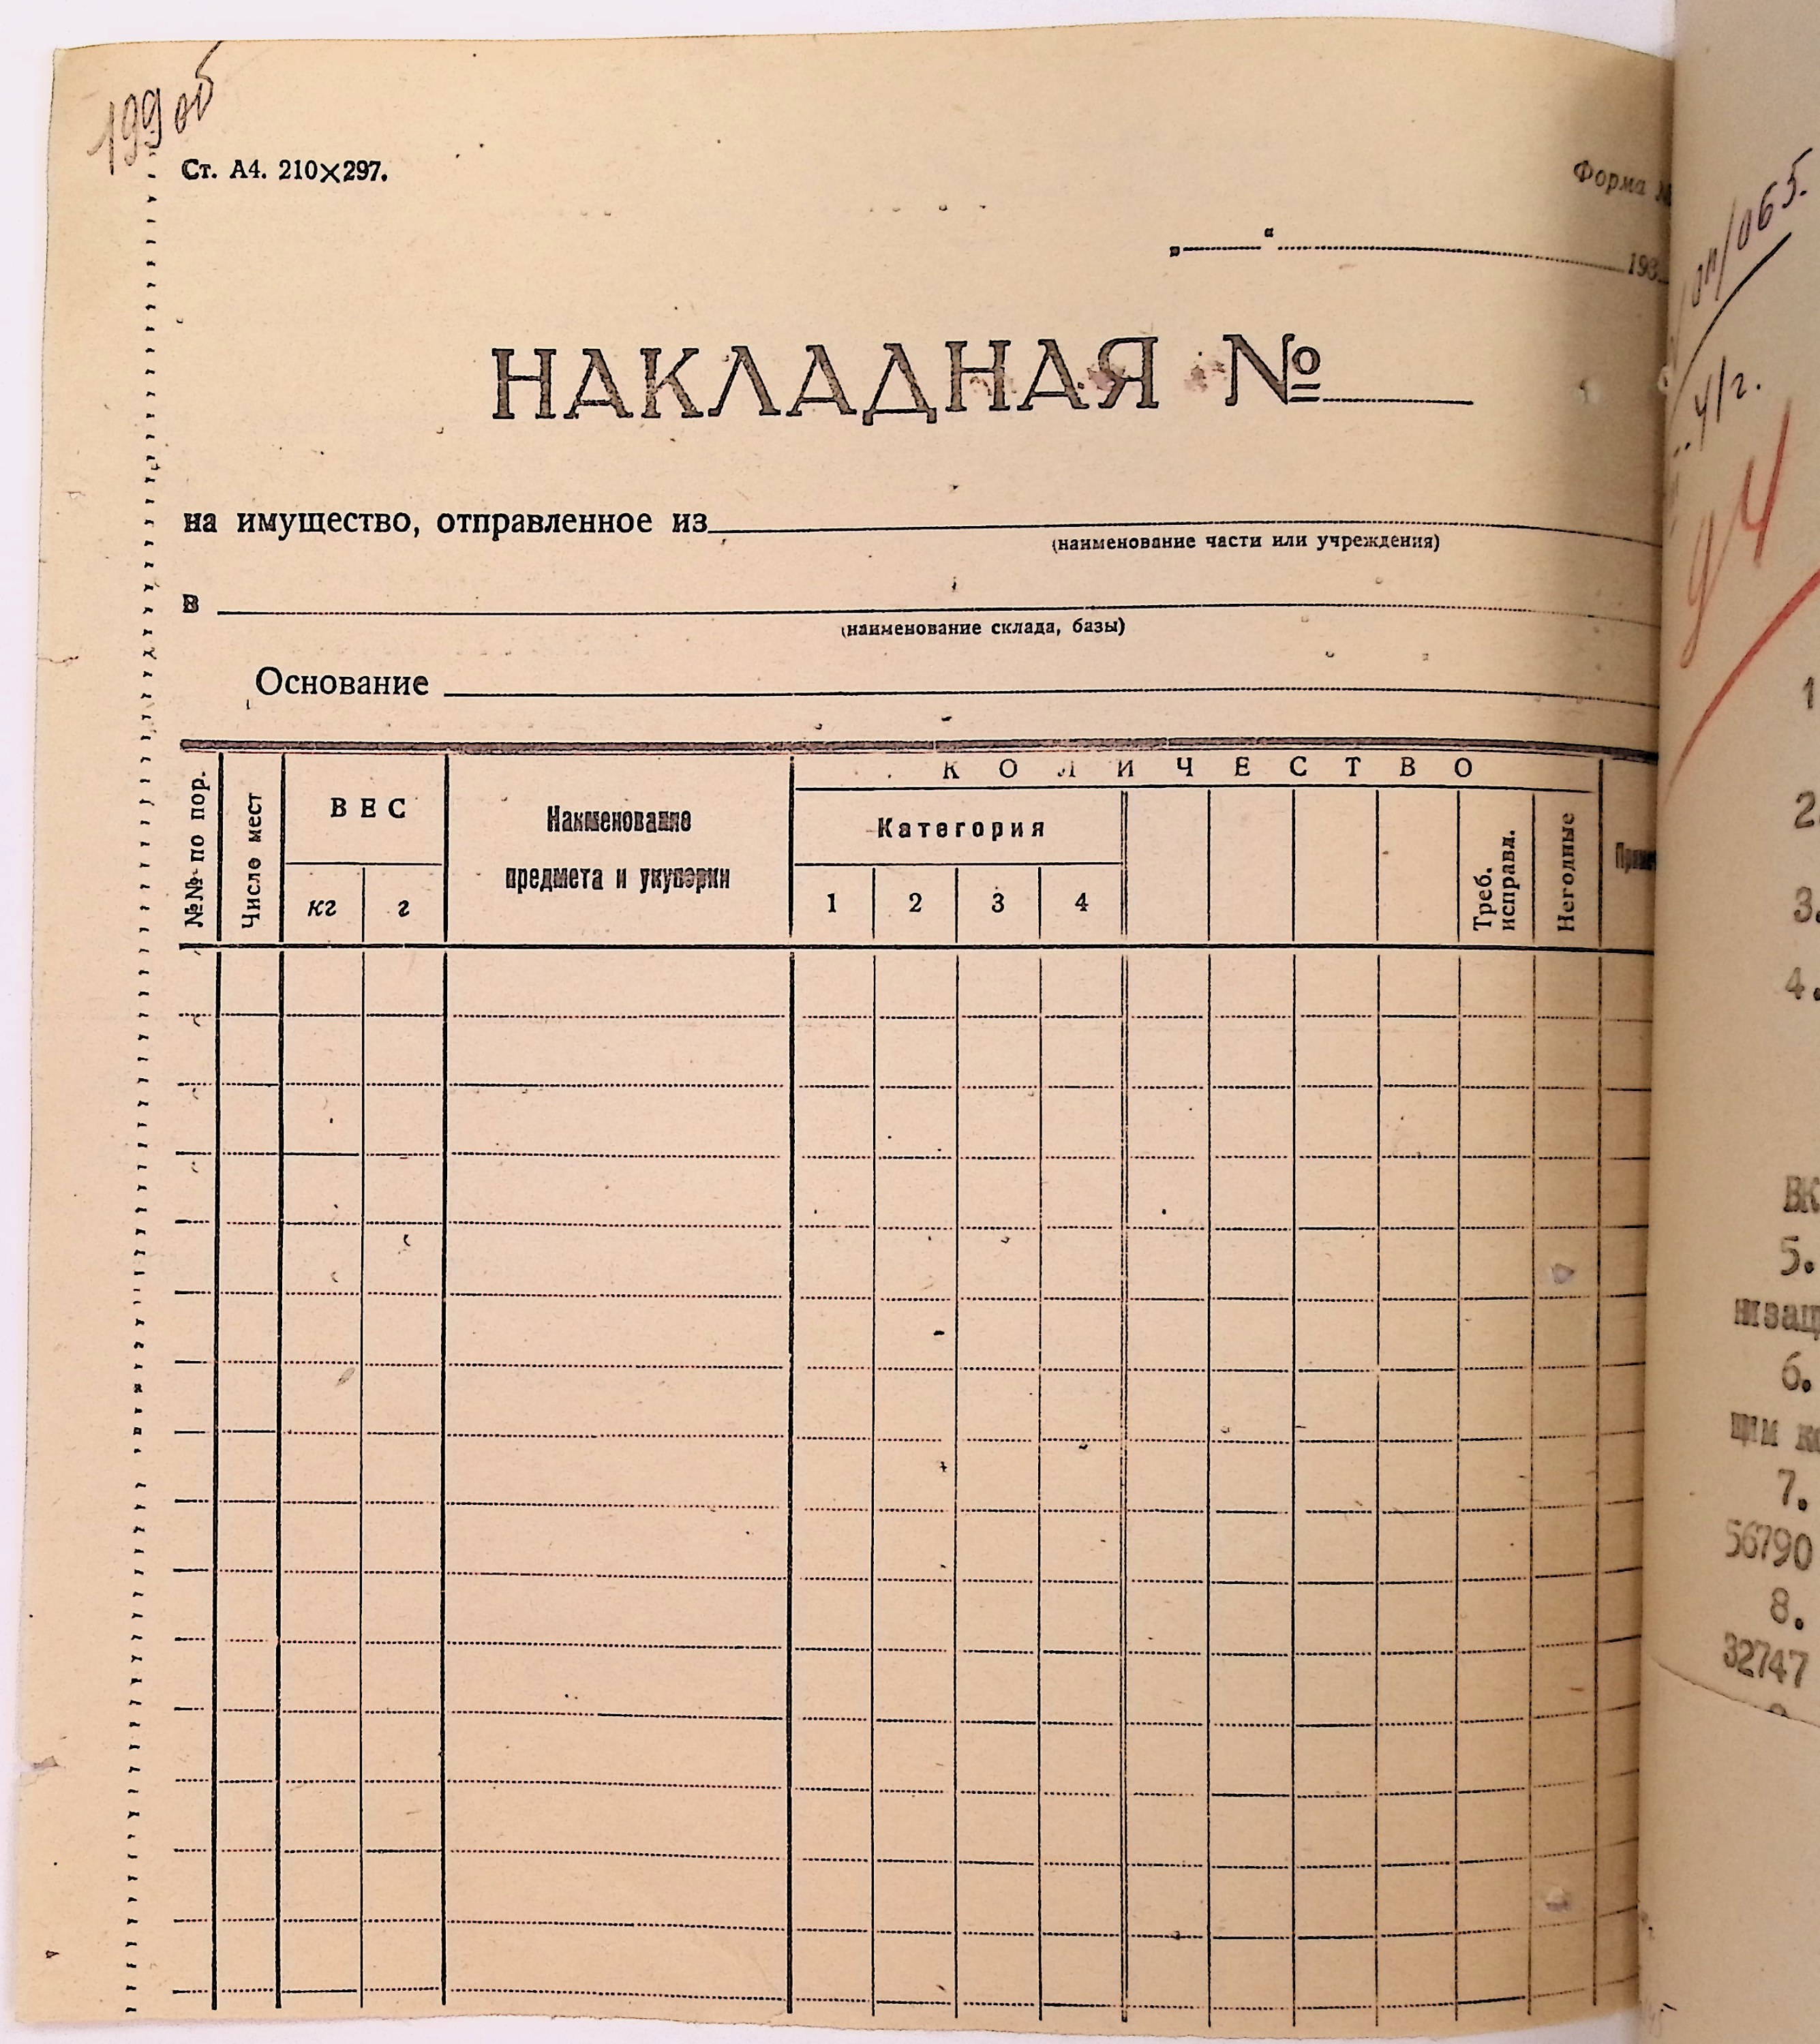 199 об
Ст. А4. 210×297.
Форма
„ “ 193
НАКЛАДНАЯ №
на имущество, отправленное из
(наименование части или учреждения)
в
(наименование склада, базы)
Основание
№№ по пор.
Число мест
ВЕС
кг г
Наименование
предмета и укупорки
КОЛИЧЕСТВО
Категория
1 2 3 4
Треб.
исправл.
Негодные
1
2.
3.
4.
5.
6.
7.
56790
8.
32747